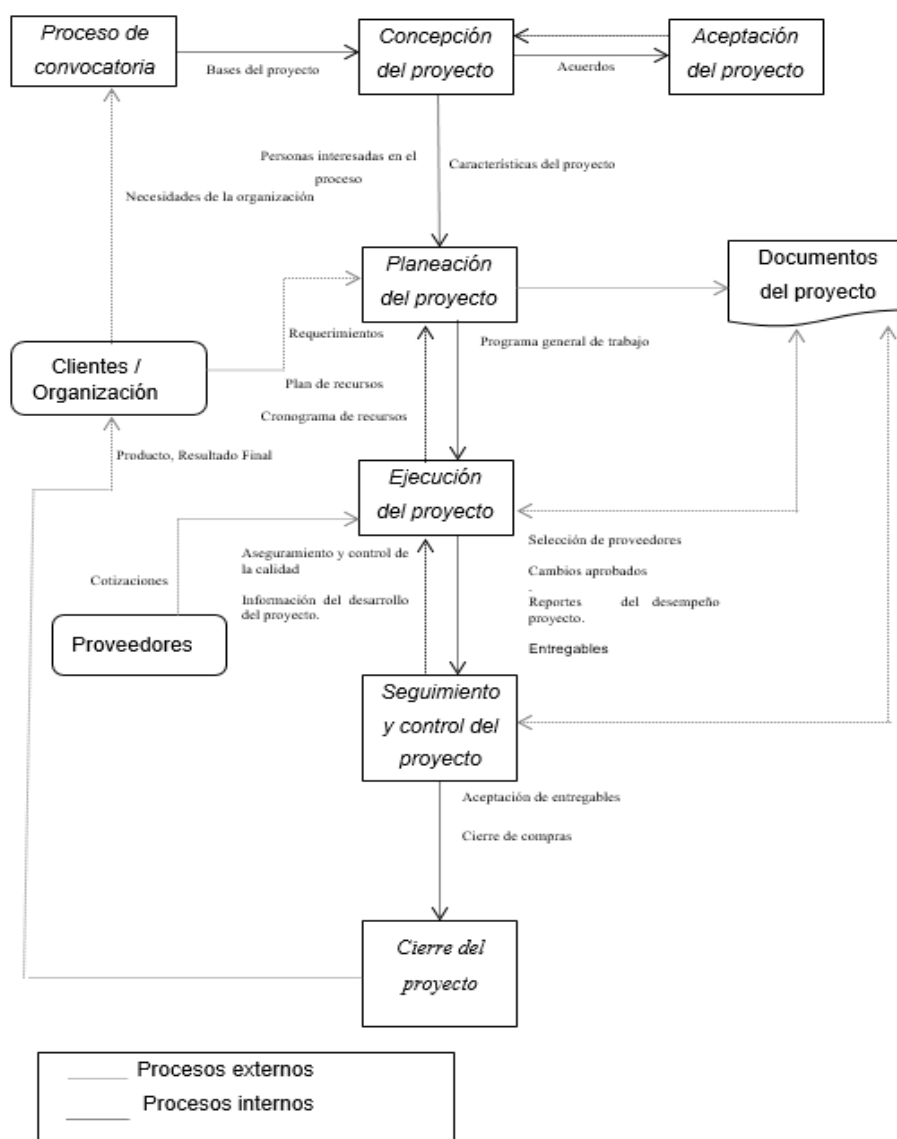 Proceso de
convocatoria
Bases del proyecto
Concepción
del proyecto
Acuerdos
Aceptación
del proyecto
Personas interesadas en el
proceso
Características del proyecto
Necesidades de la organización
Planeación
del proyecto
Documentos
del proyecto
Requerimientos
Programa general de trabajo
Clientes /
Organización
Plan de recursos
Cronograma de recursos
Producto, Resultado Final
Ejecución
del proyecto
Selección de proveedores
Cambios aprobados
Reportes del desempeño
proyecto.
Entregables
Aseguramiento y control de
la calidad
Información del desarrollo
del proyecto.
Cotizaciones
Proveedores
Seguimiento
y control del
proyecto
Aceptación de entregables
Cierre de compras
Cierre del
proyecto
Procesos externos
Procesos internos